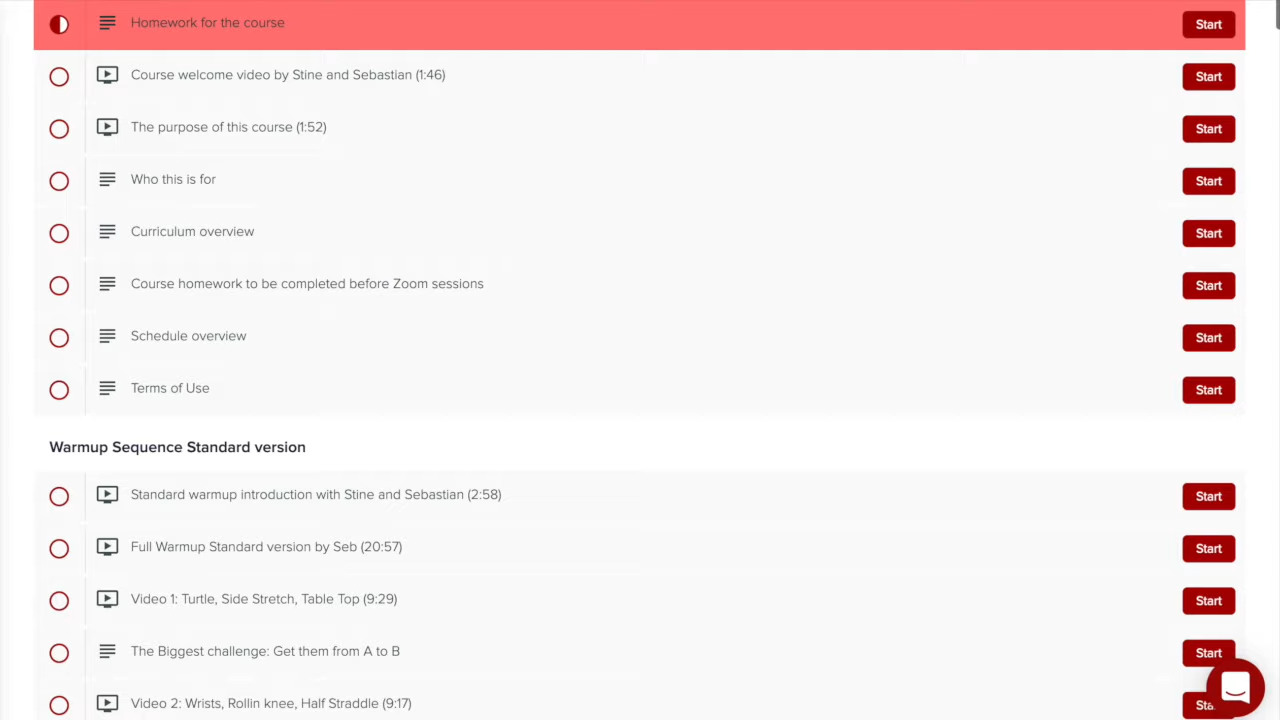 Homework for the course
Start
Course welcome video by Stine and Sebastian (1:46)
Start
The purpose of this course (1:52)
Start
Who this is for
Start
Curriculum overview
Start
Course homework to be completed before Zoom sessions
Start
Schedule overview
Start
Terms of Use
Start
Warmup Sequence Standard version
Standard warmup introduction with Stine and Sebastian (2:58)
Start
Full Warmup Standard version by Seb (20:57)
Start
Video 1: Turtle, Side Stretch, Table Top (9:29)
Start
The Biggest challenge: Get them from A to B
Start
Video 2: Wrists, Rollin knee, Half Straddle (9:17)